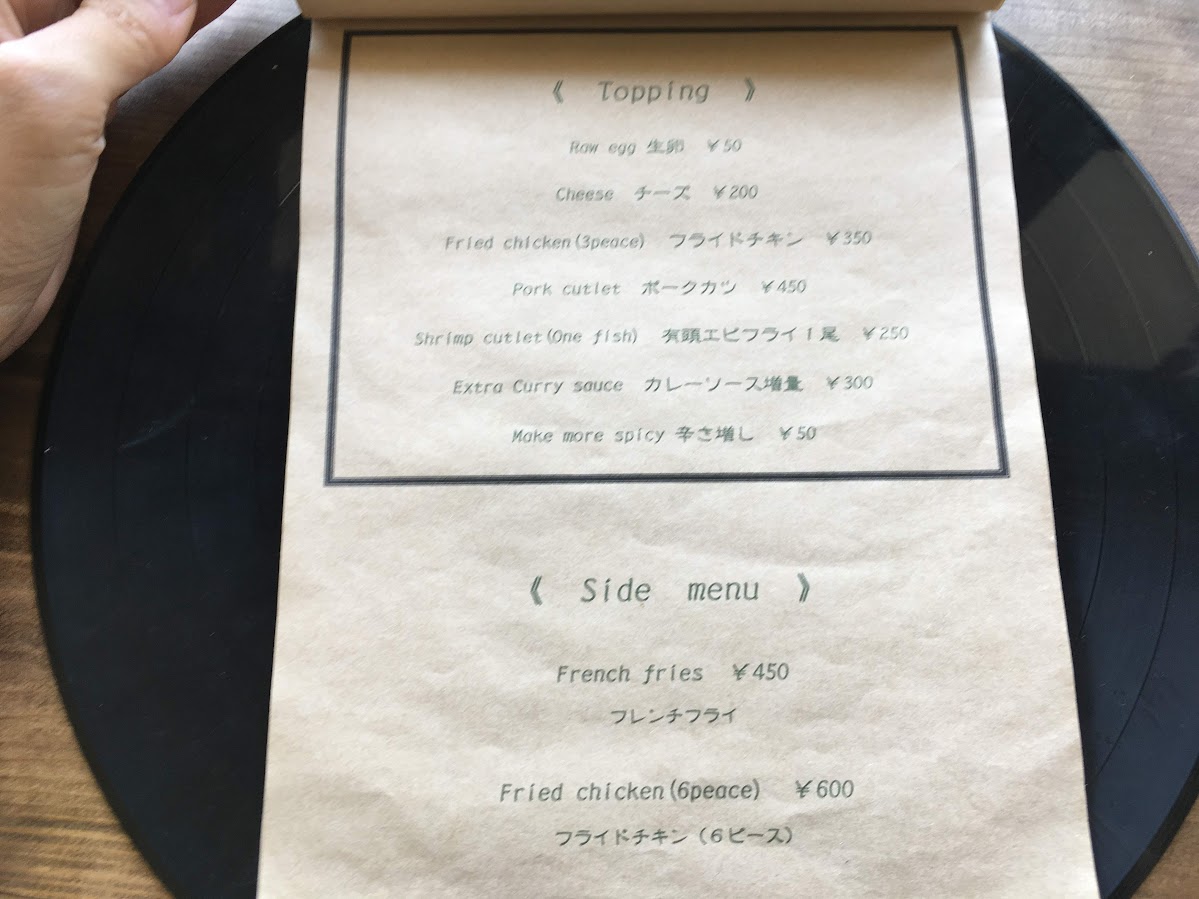 《 Topping 》
Raw egg 生卵 ¥50
Cheese チーズ ¥200
Fried chicken(3peace) フライドチキン ¥350
Pork cutlet ポークカツ ¥450
Shrimp cutlet(One fish) 有頭エビフライ1尾 ¥250
Extra Curry sauce カレーソース増量 ¥300
Make more spicy 辛さ増し ¥50
《 Side menu 》
French fries ¥450
フレンチフライ
Fried chicken(6peace) ¥600
フライドチキン（6ピース）